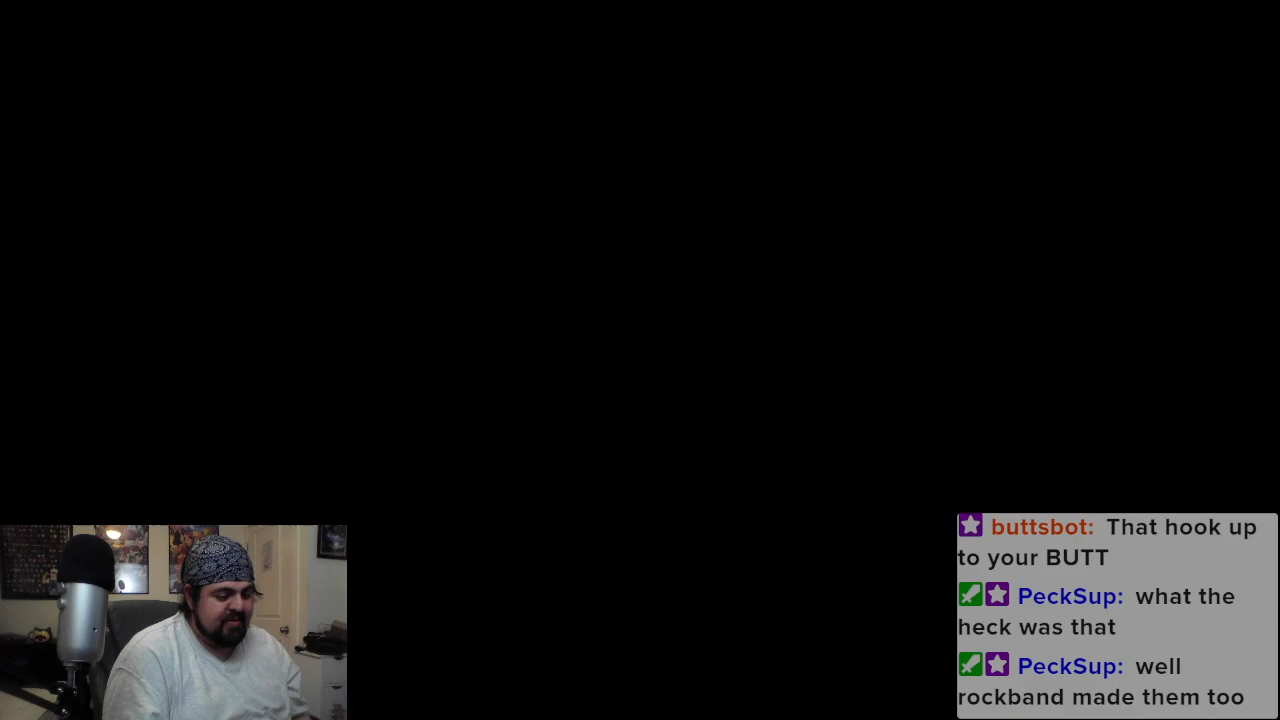 buttsbot: That hook up
to your BUTT
PeckSup: what the
heck was that
PeckSup: well
rockband made them too